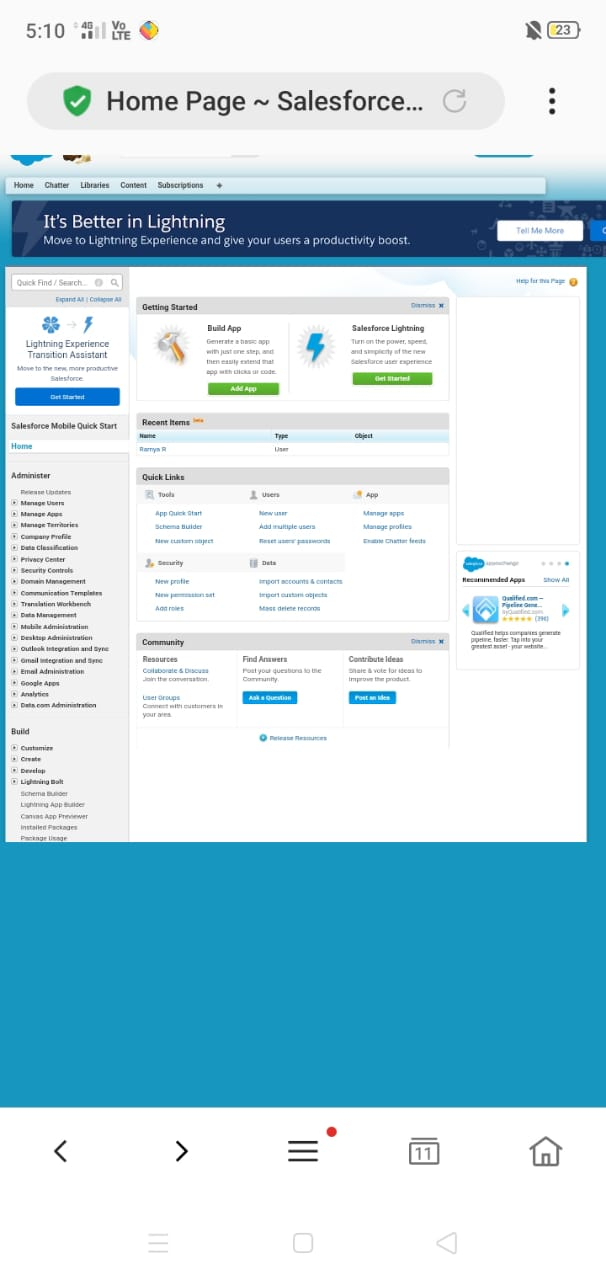 5:10 4G Vo LTE 23
Home Page ~ Salesforce...
Home Chatter Libraries Content Subscriptions +
It's Better in Lightning
Move to Lightning Experience and give your users a productivity boost.
Tell Me More
Quick Find / Search...
Expand All | Collapse All
Lightning Experience
Transition Assistant
Move to the new, more productive
Salesforce.
Get Started
Salesforce Mobile Quick Start
Home
Administer
Release Updates
Manage Users
Manage Apps
Manage Territories
Company Profile
Data Classification
Privacy Center
Security Controls
Domain Management
Communication Templates
Translation Workbench
Data Management
Mobile Administration
Desktop Administration
Outlook Integration and Sync
Gmail Integration and Sync
Email Administration
Google Apps
Analytics
Data.com Administration
Build
Customize
Create
Develop
Lightning Bolt
Schema Builder
Lightning App Builder
Canvas App Previewer
Installed Packages
Package Usage
Help for this Page
Getting Started
Dismiss X
Build App
Generate a basic app
with just one step, and
then easily extend that
app with clicks or code.
Add App
Salesforce Lightning
Turn on the power, speed,
and simplicity of the new
Salesforce user experience
Get Started
Recent Items Beta
Name Type Object
Ramya R User
Quick Links
Tools Users App
App Quick Start New user Manage apps
Schema Builder Add multiple users Manage profiles
New custom object Reset users' passwords Enable Chatter feeds
Security Data
New profile Import accounts & contacts
New permission set Import custom objects
Add roles Mass delete records
Community
Dismiss X
Resources
Collaborate & Discuss
Join the conversation.
User Groups
Connect with customers in
your area.
Find Answers
Post your questions to the
Community.
Ask a Question
Contribute Ideas
Share & vote for ideas to
improve the product.
Post an Idea
Release Resources
salesforce appexchange
Recommended Apps Show All
Qualified.com —
Pipeline Gene...
By Qualified.com
Qualified helps companies generate
pipeline, faster. Tap into your
greatest asset - your website...
11